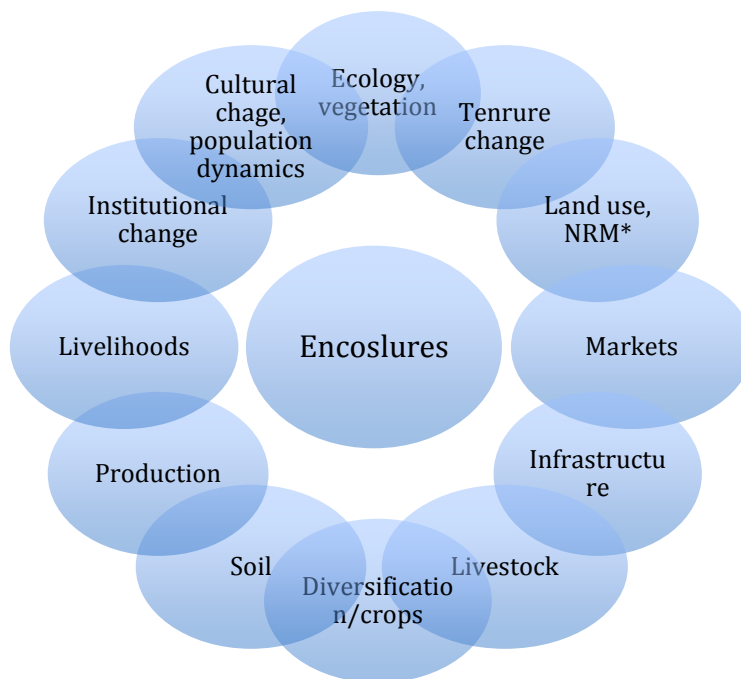 Ecology,
vegetation
Tenrure
change
Land use,
NRM*
Markets
Infrastructu
re
Livestock
Diversificatio
n/crops
Soil
Production
Livelihoods
Institutional
change
Cultural
chage,
population
dynamics
Encoslures